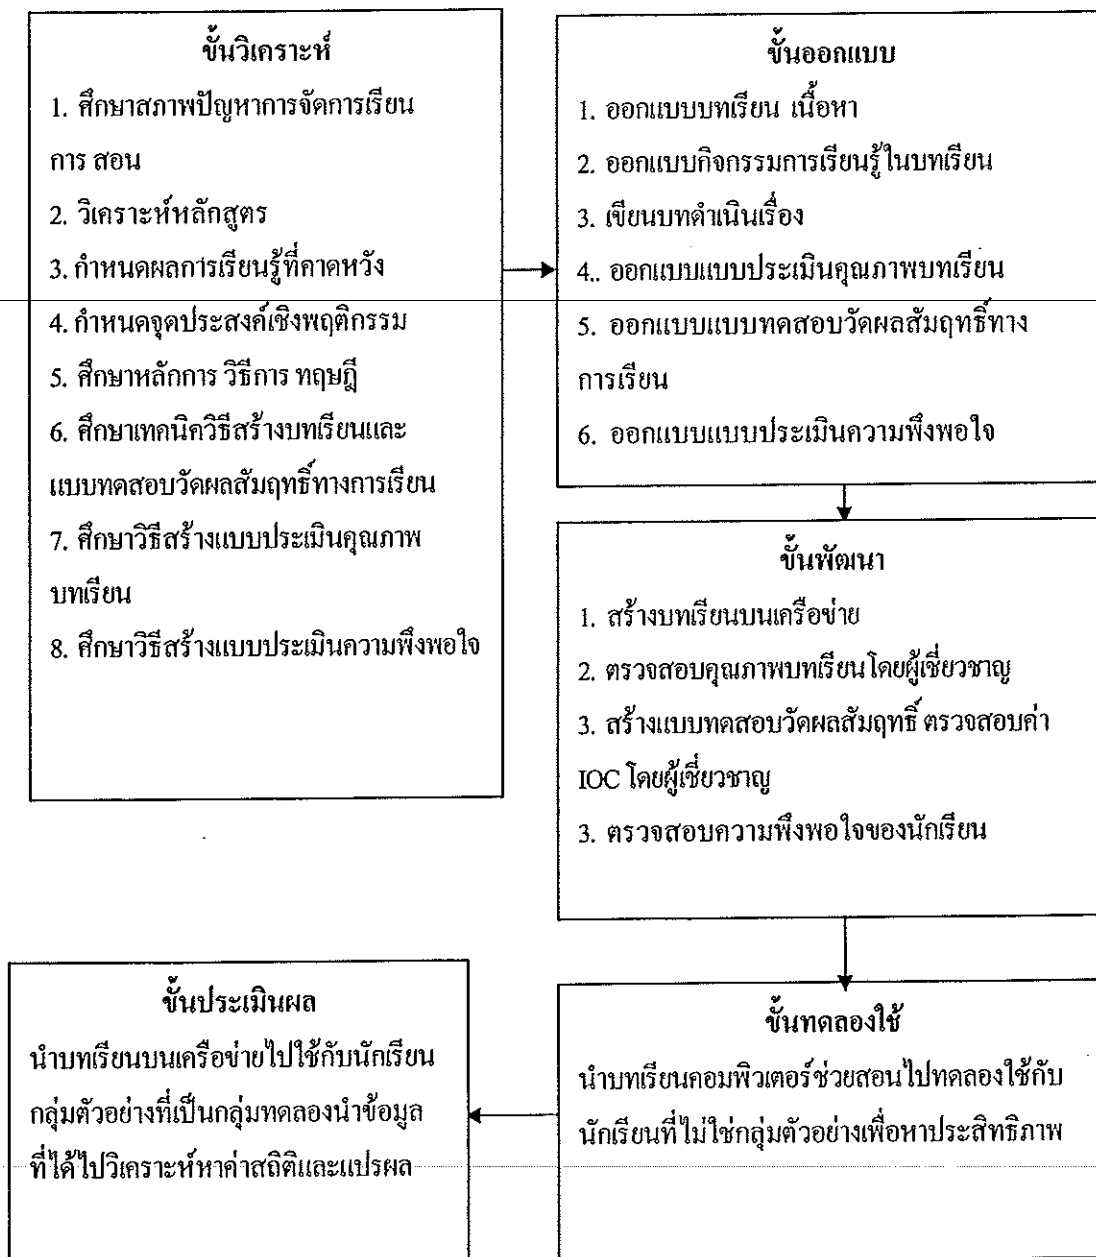 ขั้นวิเคราะห์
1. ศึกษาสภาพปัญหาการจัดการเรียน
การ สอน
2. วิเคราะห์หลักสูตร
3. กำหนดผลการเรียนรู้ที่คาดหวัง
4. กำหนดจุดประสงค์เชิงพฤติกรรม
5. ศึกษาหลักการ วิธีการ ทฤษฎี
6. ศึกษาเทคนิควิธีสร้างบทเรียนและ
แบบทดสอบวัดผลสัมฤทธิ์ทางการเรียน
7. ศึกษาวิธีสร้างแบบประเมินคุณภาพ
บทเรียน
8. ศึกษาวิธีสร้างแบบประเมินความพึงพอใจ
ขั้นออกแบบ
1. ออกแบบบทเรียน เนื้อหา
2. ออกแบบกิจกรรมการเรียนรู้ในบทเรียน
3. เขียนบทดำเนินเรื่อง
4.. ออกแบบแบบประเมินคุณภาพบทเรียน
5. ออกแบบแบบทดสอบวัดผลสัมฤทธิ์ทาง
การเรียน
6. ออกแบบแบบประเมินความพึงพอใจ
ขั้นพัฒนา
1. สร้างบทเรียนบนเครือข่าย
2. ตรวจสอบคุณภาพบทเรียนโดยผู้เชี่ยวชาญ
3. สร้างแบบทดสอบวัดผลสัมฤทธิ์ ตรวจสอบค่า
IOC โดยผู้เชี่ยวชาญ
3. ตรวจสอบความพึงพอใจของนักเรียน
ขั้นทดลองใช้
นำบทเรียนคอมพิวเตอร์ช่วยสอนไปทดลองใช้กับ
นักเรียนที่ไม่ใช่กลุ่มตัวอย่างเพื่อหาประสิทธิภาพ
ขั้นประเมินผล
นำบทเรียนบนเครือข่ายไปใช้กับนักเรียน
กลุ่มตัวอย่างที่เป็นกลุ่มทดลองนำข้อมูล
ที่ได้ไปวิเคราะห์หาค่าสถิติและแปรผล